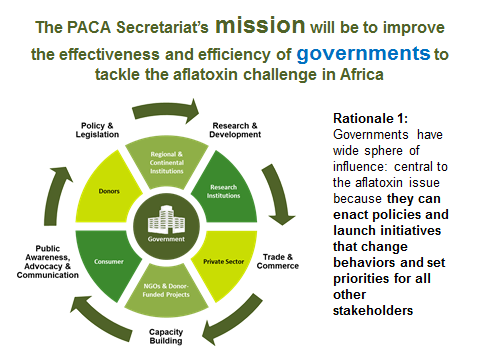 The PACA Secretariat's mission will be to improve
the effectiveness and efficiency of governments to
tackle the aflatoxin challenge in Africa
Policy &
Legislation
Research &
Development
Regional &
Continental
Institutions
Donors
Research
Institutions
Government
Public
Awareness,
Advocacy &
Communication
Consumer
Private Sector
Trade &
Commerce
NGOs & Donor-
Funded Projects
Capacity
Building
Rationale 1:
Governments have
wide sphere of
influence: central to
the aflatoxin issue
because they can
enact policies and
launch initiatives
that change
behaviors and set
priorities for all
other
stakeholders